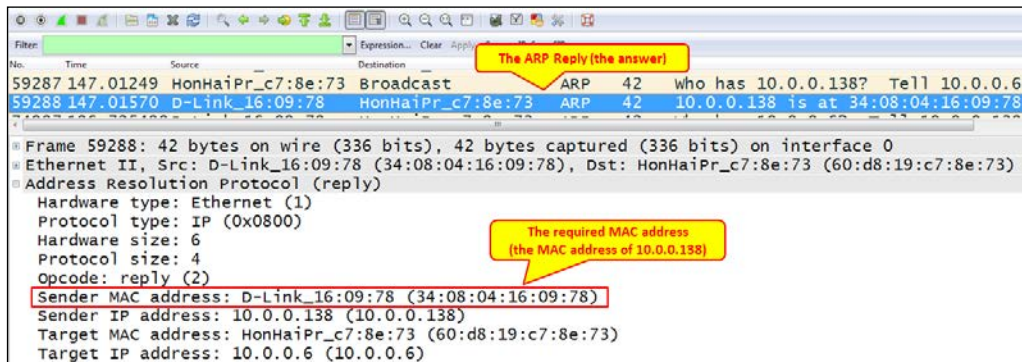 Filter:
Expression... Clear Apply
The ARP Reply (the answer)
No. Time Source Destination
59287 147.01249 HonHaiPr_c7:8e:73 Broadcast ARP 42 Who has 10.0.0.138? Tell 10.0.0.6
59288 147.01570 D-Link_16:09:78 HonHaiPr_c7:8e:73 ARP 42 10.0.0.138 is at 34:08:04:16:09:78
Frame 59288: 42 bytes on wire (336 bits), 42 bytes captured (336 bits) on interface 0
Ethernet II, Src: D-Link_16:09:78 (34:08:04:16:09:78), Dst: HonHaiPr_c7:8e:73 (60:d8:19:c7:8e:73)
Address Resolution Protocol (reply)
Hardware type: Ethernet (1)
Protocol type: IP (0x0800)
Hardware size: 6
Protocol size: 4
Opcode: reply (2)
The required MAC address
(the MAC address of 10.0.0.138)
Sender MAC address: D-Link_16:09:78 (34:08:04:16:09:78)
Sender IP address: 10.0.0.138 (10.0.0.138)
Target MAC address: HonHaiPr_c7:8e:73 (60:d8:19:c7:8e:73)
Target IP address: 10.0.0.6 (10.0.0.6)